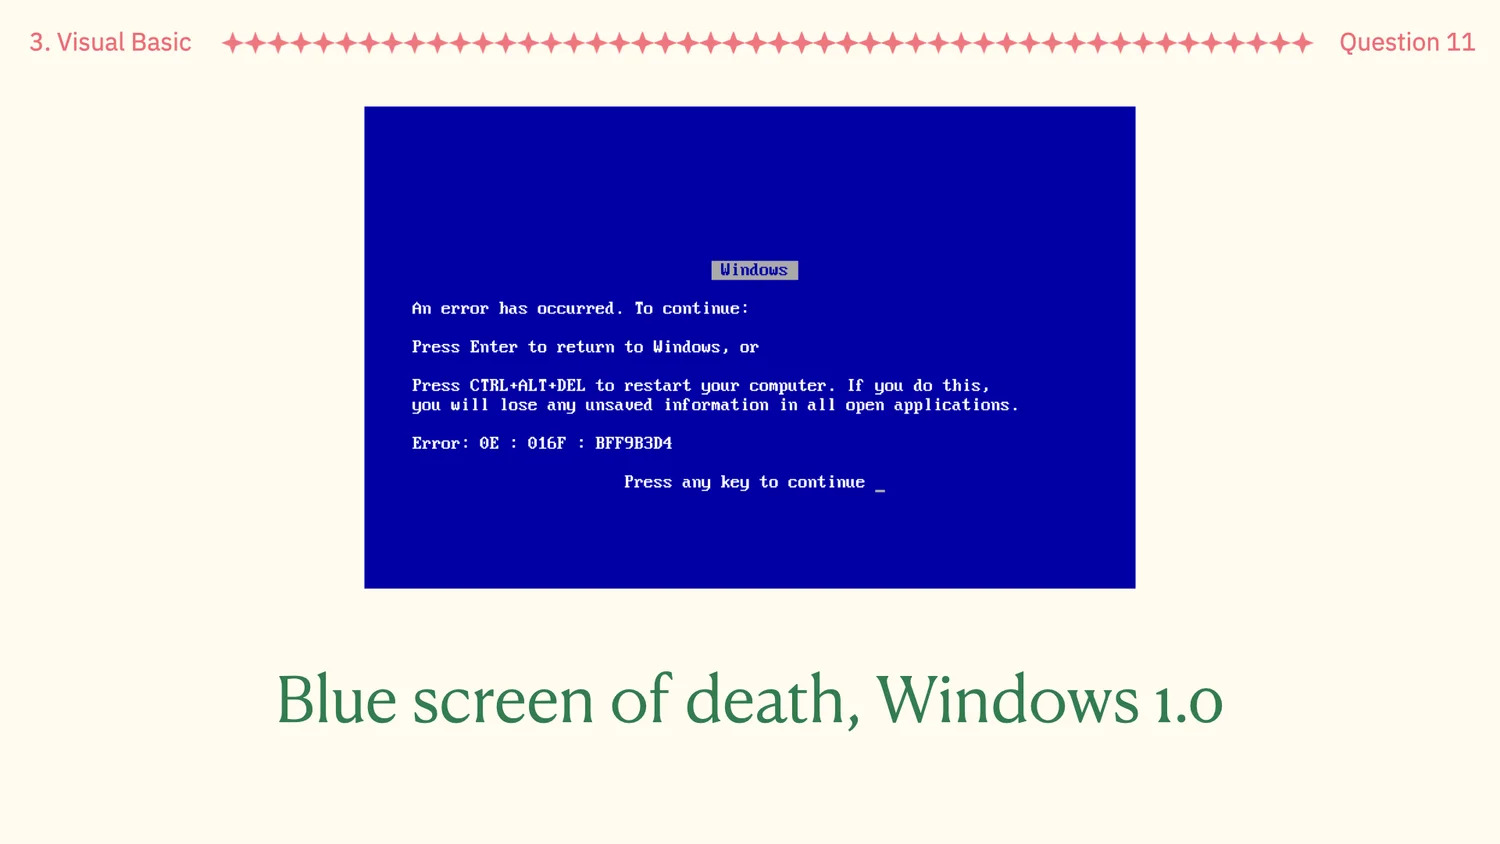 3. Visual Basic
Question 11
Windows
An error has occurred. To continue:
Press Enter to return to Windows, or
Press CTRL+ALT+DEL to restart your computer. If you do this,
you will lose any unsaved information in all open applications.
Error: 0E : 016F : BFF9B3D4
Press any key to continue _
Blue screen of death, Windows 1.0